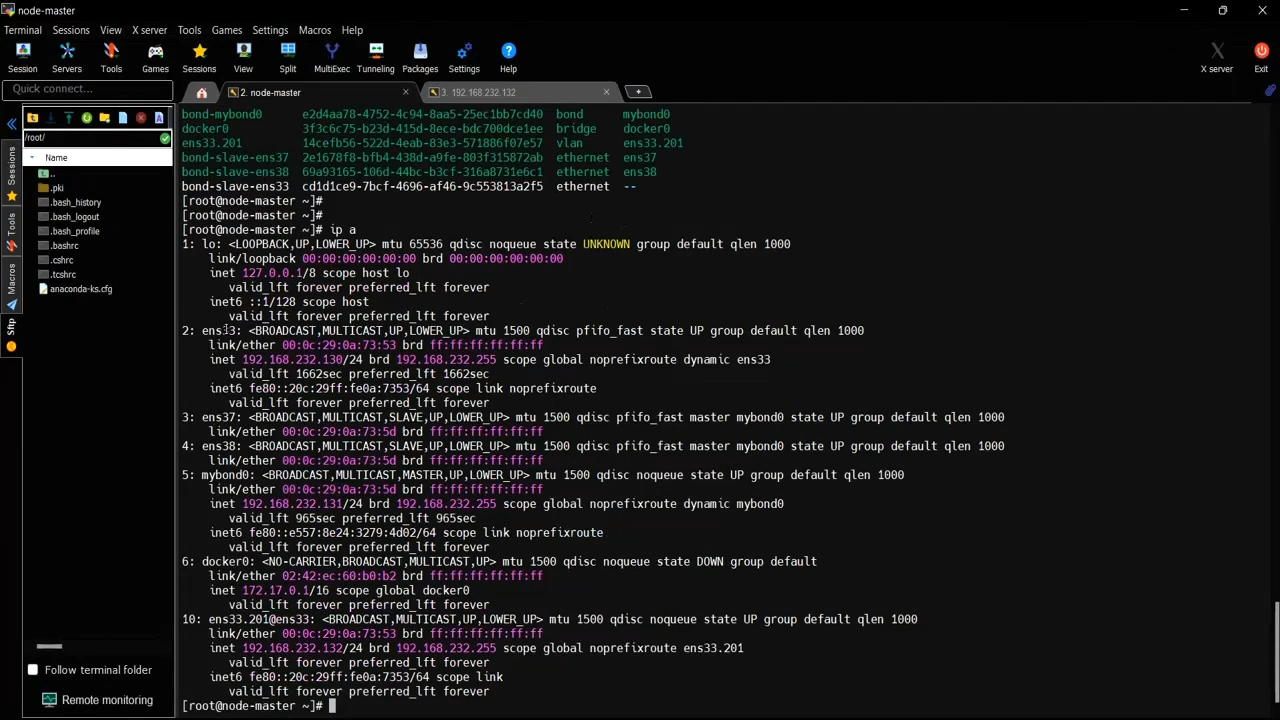 node-master
Terminal Sessions View X server Tools Games Settings Macros Help
Session Servers Tools Games Sessions View Split MultiExec Tunneling Packages Settings Help X server Exit
Quick connect...
2. node-master
3. 192.168.232.132
/root/
Name
..
.pki
.bash_history
.bash_logout
.bash_profile
.bashrc
.cshrc
.tcshrc
anaconda-ks.cfg
Sessions
Tools
Macros
Sftp
Follow terminal folder
Remote monitoring
bond-mybond0 e2d4aa78-4752-4c94-8aa5-25ec1bb7cd40 bond mybond0
docker0 3f3c6c75-b23d-415d-8ece-bdc700dce1ee bridge docker0
ens33.201 14cefb56-522d-4eab-83e3-571886f07e57 vlan ens33.201
bond-slave-ens37 2e1678f8-bfb4-438d-a9fe-803f315872ab ethernet ens37
bond-slave-ens38 69a93165-106d-44bc-b3cf-316a8731c6e1 ethernet ens38
bond-slave-ens33 cd1d1ce9-7bcf-4696-af46-9c553813a2f5 ethernet --
[root@node-master ~]#
[root@node-master ~]#
[root@node-master ~]# ip a
1: lo: <LOOPBACK,UP,LOWER_UP> mtu 65536 qdisc noqueue state UNKNOWN group default qlen 1000
link/loopback 00:00:00:00:00:00 brd 00:00:00:00:00:00
inet 127.0.0.1/8 scope host lo
valid_lft forever preferred_lft forever
inet6 ::1/128 scope host
valid_lft forever preferred_lft forever
2: ens33: <BROADCAST,MULTICAST,UP,LOWER_UP> mtu 1500 qdisc pfifo_fast state UP group default qlen 1000
link/ether 00:0c:29:0a:73:53 brd ff:ff:ff:ff:ff:ff
inet 192.168.232.130/24 brd 192.168.232.255 scope global noprefixroute dynamic ens33
valid_lft 1662sec preferred_lft 1662sec
inet6 fe80::20c:29ff:fe0a:7353/64 scope link noprefixroute
valid_lft forever preferred_lft forever
3: ens37: <BROADCAST,MULTICAST,SLAVE,UP,LOWER_UP> mtu 1500 qdisc pfifo_fast master mybond0 state UP group default qlen 1000
link/ether 00:0c:29:0a:73:5d brd ff:ff:ff:ff:ff:ff
4: ens38: <BROADCAST,MULTICAST,SLAVE,UP,LOWER_UP> mtu 1500 qdisc pfifo_fast master mybond0 state UP group default qlen 1000
link/ether 00:0c:29:0a:73:5d brd ff:ff:ff:ff:ff:ff
5: mybond0: <BROADCAST,MULTICAST,MASTER,UP,LOWER_UP> mtu 1500 qdisc noqueue state UP group default qlen 1000
link/ether 00:0c:29:0a:73:5d brd ff:ff:ff:ff:ff:ff
inet 192.168.232.131/24 brd 192.168.232.255 scope global noprefixroute dynamic mybond0
valid_lft 965sec preferred_lft 965sec
inet6 fe80::e557:8e24:3279:4d02/64 scope link noprefixroute
valid_lft forever preferred_lft forever
6: docker0: <NO-CARRIER,BROADCAST,MULTICAST,UP> mtu 1500 qdisc noqueue state DOWN group default
link/ether 02:42:ec:60:b0:b2 brd ff:ff:ff:ff:ff:ff
inet 172.17.0.1/16 scope global docker0
valid_lft forever preferred_lft forever
10: ens33.201@ens33: <BROADCAST,MULTICAST,UP,LOWER_UP> mtu 1500 qdisc noqueue state UP group default qlen 1000
link/ether 00:0c:29:0a:73:53 brd ff:ff:ff:ff:ff:ff
inet 192.168.232.132/24 brd 192.168.232.255 scope global noprefixroute ens33.201
valid_lft forever preferred_lft forever
inet6 fe80::20c:29ff:fe0a:7353/64 scope link
valid_lft forever preferred_lft forever
[root@node-master ~]#